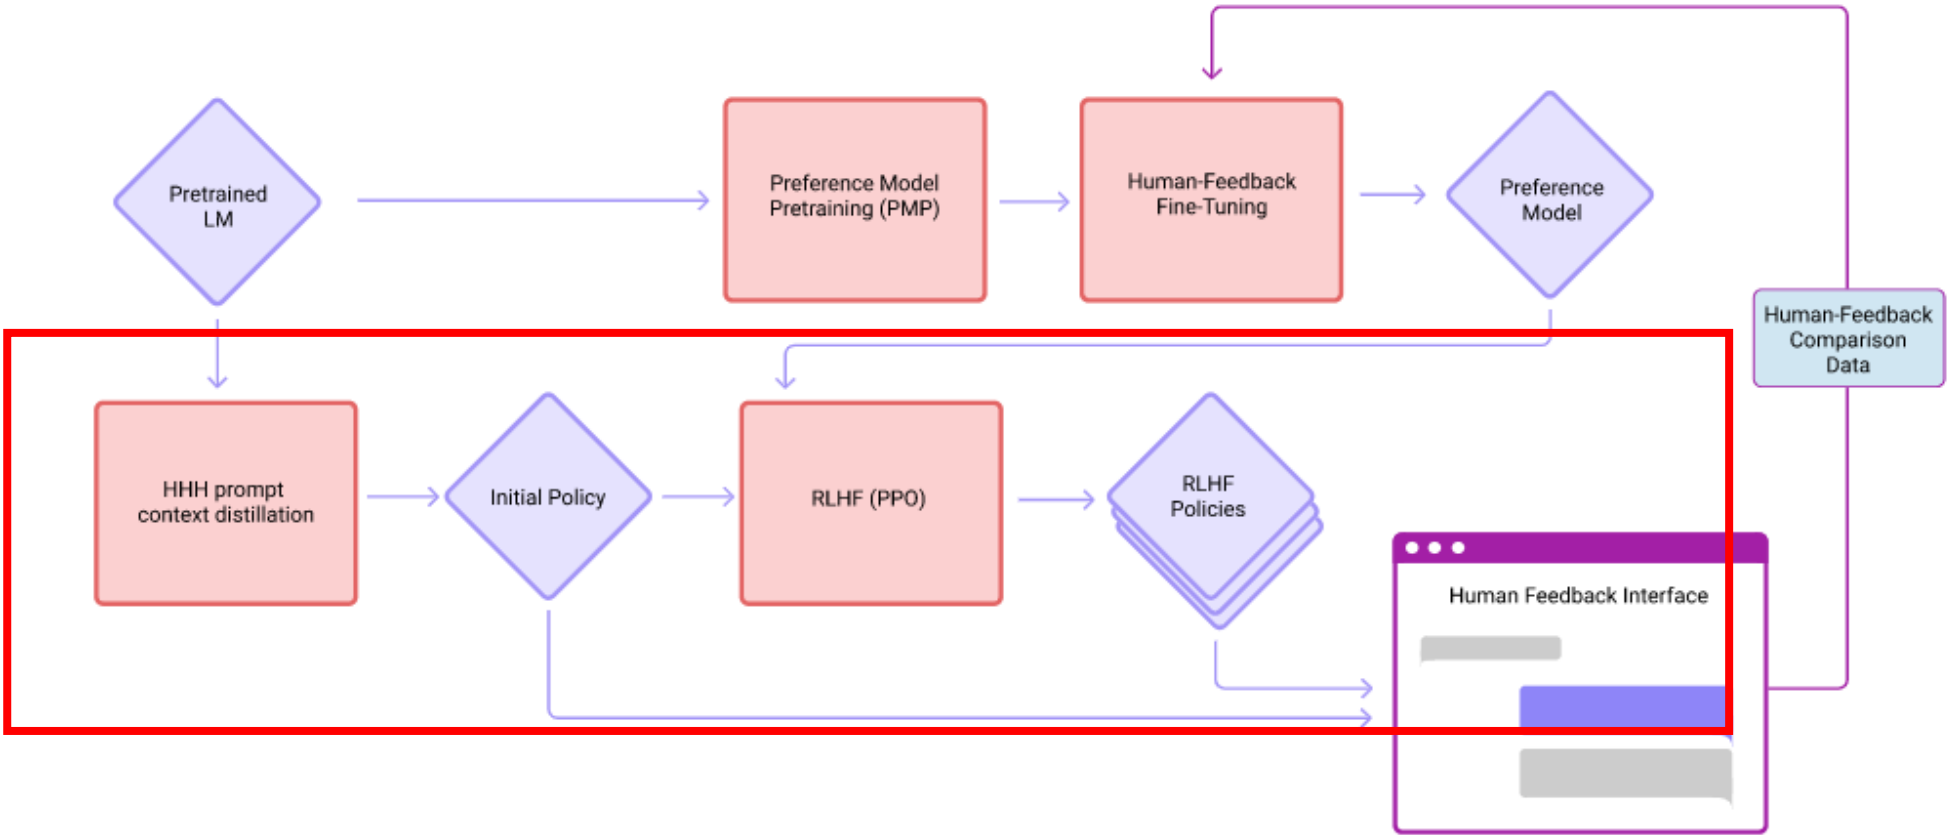 Pretrained
LM
Preference Model
Pretraining (PMP)
Human-Feedback
Fine-Tuning
Preference
Model
Human-Feedback
Comparison
Data
HHH prompt
context distillation
Initial Policy
RLHF (PPO)
RLHF
Policies
Human Feedback Interface